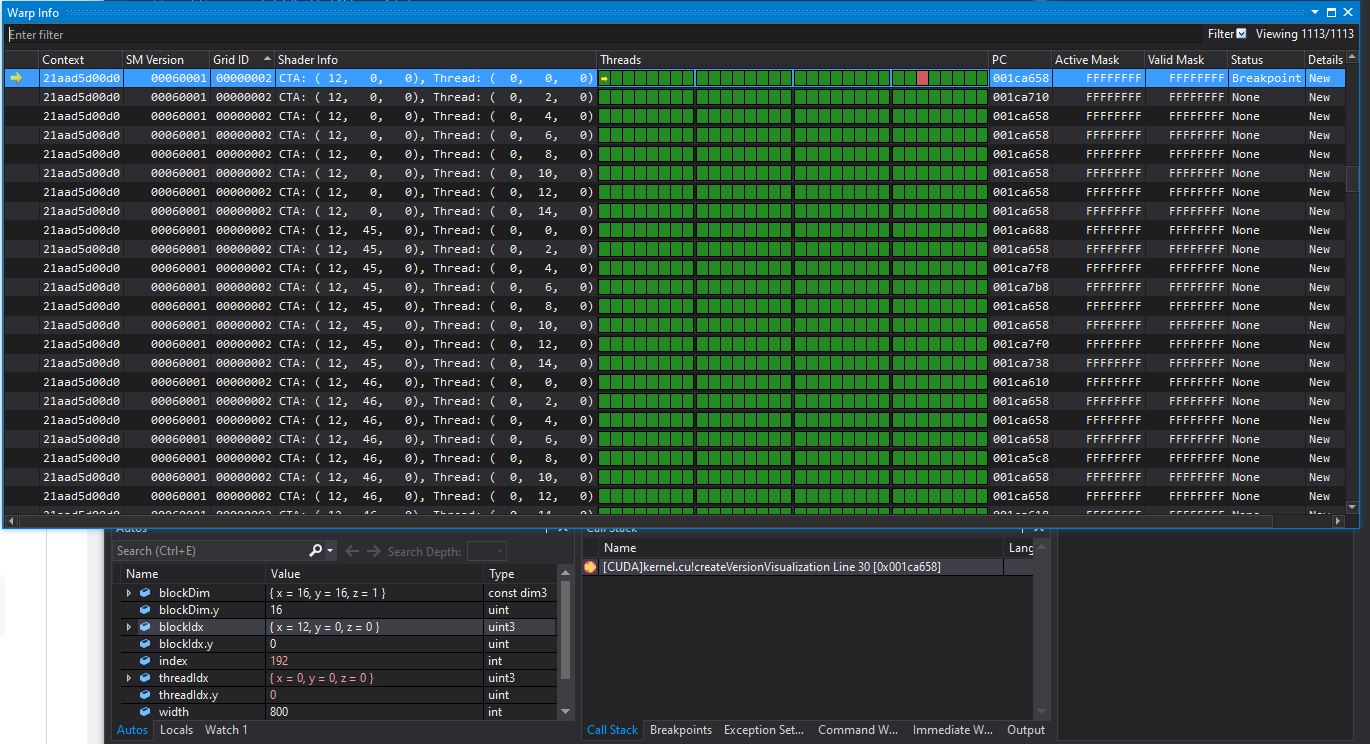 Warp Info
Enter filter
Filter Viewing 1113/1113
Context SM Version Grid ID Shader Info Threads PC Active Mask Valid Mask Status Details
21aad5d00d0 00060001 00000002 CTA: ( 12, 0, 0), Thread: ( 0, 0, 0) 001ca658 FFFFFFFF FFFFFFFF Breakpoint New
21aad5d00d0 00060001 00000002 CTA: ( 12, 0, 0), Thread: ( 0, 2, 0) 001ca710 FFFFFFFF FFFFFFFF None New
21aad5d00d0 00060001 00000002 CTA: ( 12, 0, 0), Thread: ( 0, 4, 0) 001ca658 FFFFFFFF FFFFFFFF None New
21aad5d00d0 00060001 00000002 CTA: ( 12, 0, 0), Thread: ( 0, 6, 0) 001ca658 FFFFFFFF FFFFFFFF None New
21aad5d00d0 00060001 00000002 CTA: ( 12, 0, 0), Thread: ( 0, 8, 0) 001ca658 FFFFFFFF FFFFFFFF None New
21aad5d00d0 00060001 00000002 CTA: ( 12, 0, 0), Thread: ( 0, 10, 0) 001ca658 FFFFFFFF FFFFFFFF None New
21aad5d00d0 00060001 00000002 CTA: ( 12, 0, 0), Thread: ( 0, 12, 0) 001ca658 FFFFFFFF FFFFFFFF None New
21aad5d00d0 00060001 00000002 CTA: ( 12, 0, 0), Thread: ( 0, 14, 0) 001ca658 FFFFFFFF FFFFFFFF None New
21aad5d00d0 00060001 00000002 CTA: ( 12, 45, 0), Thread: ( 0, 0, 0) 001ca688 FFFFFFFF FFFFFFFF None New
21aad5d00d0 00060001 00000002 CTA: ( 12, 45, 0), Thread: ( 0, 2, 0) 001ca658 FFFFFFFF FFFFFFFF None New
21aad5d00d0 00060001 00000002 CTA: ( 12, 45, 0), Thread: ( 0, 4, 0) 001ca7f8 FFFFFFFF FFFFFFFF None New
21aad5d00d0 00060001 00000002 CTA: ( 12, 45, 0), Thread: ( 0, 6, 0) 001ca7b8 FFFFFFFF FFFFFFFF None New
21aad5d00d0 00060001 00000002 CTA: ( 12, 45, 0), Thread: ( 0, 8, 0) 001ca658 FFFFFFFF FFFFFFFF None New
21aad5d00d0 00060001 00000002 CTA: ( 12, 45, 0), Thread: ( 0, 10, 0) 001ca658 FFFFFFFF FFFFFFFF None New
21aad5d00d0 00060001 00000002 CTA: ( 12, 45, 0), Thread: ( 0, 12, 0) 001ca7f0 FFFFFFFF FFFFFFFF None New
21aad5d00d0 00060001 00000002 CTA: ( 12, 45, 0), Thread: ( 0, 14, 0) 001ca738 FFFFFFFF FFFFFFFF None New
21aad5d00d0 00060001 00000002 CTA: ( 12, 46, 0), Thread: ( 0, 0, 0) 001ca610 FFFFFFFF FFFFFFFF None New
21aad5d00d0 00060001 00000002 CTA: ( 12, 46, 0), Thread: ( 0, 2, 0) 001ca658 FFFFFFFF FFFFFFFF None New
21aad5d00d0 00060001 00000002 CTA: ( 12, 46, 0), Thread: ( 0, 4, 0) 001ca658 FFFFFFFF FFFFFFFF None New
21aad5d00d0 00060001 00000002 CTA: ( 12, 46, 0), Thread: ( 0, 6, 0) 001ca658 FFFFFFFF FFFFFFFF None New
21aad5d00d0 00060001 00000002 CTA: ( 12, 46, 0), Thread: ( 0, 8, 0) 001ca5c8 FFFFFFFF FFFFFFFF None New
21aad5d00d0 00060001 00000002 CTA: ( 12, 46, 0), Thread: ( 0, 10, 0) 001ca658 FFFFFFFF FFFFFFFF None New
21aad5d00d0 00060001 00000002 CTA: ( 12, 46, 0), Thread: ( 0, 12, 0) 001ca658 FFFFFFFF FFFFFFFF None New
Autos
Search (Ctrl+E) Search Depth:
Name Value Type
blockDim { x = 16, y = 16, z = 1 } const dim3
blockDim.y 16 uint
blockIdx { x = 12, y = 0, z = 0 } uint3
blockIdx.y 0 uint
index 192 int
threadIdx { x = 0, y = 0, z = 0 } uint3
threadIdx.y 0 uint
width 800 int
Autos Locals Watch 1
Call Stack
Name Lang
[CUDA]kernel.cu!createVersionVisualization Line 30 [0x001ca658]
Call Stack Breakpoints Exception Set... Command W... Immediate W... Output